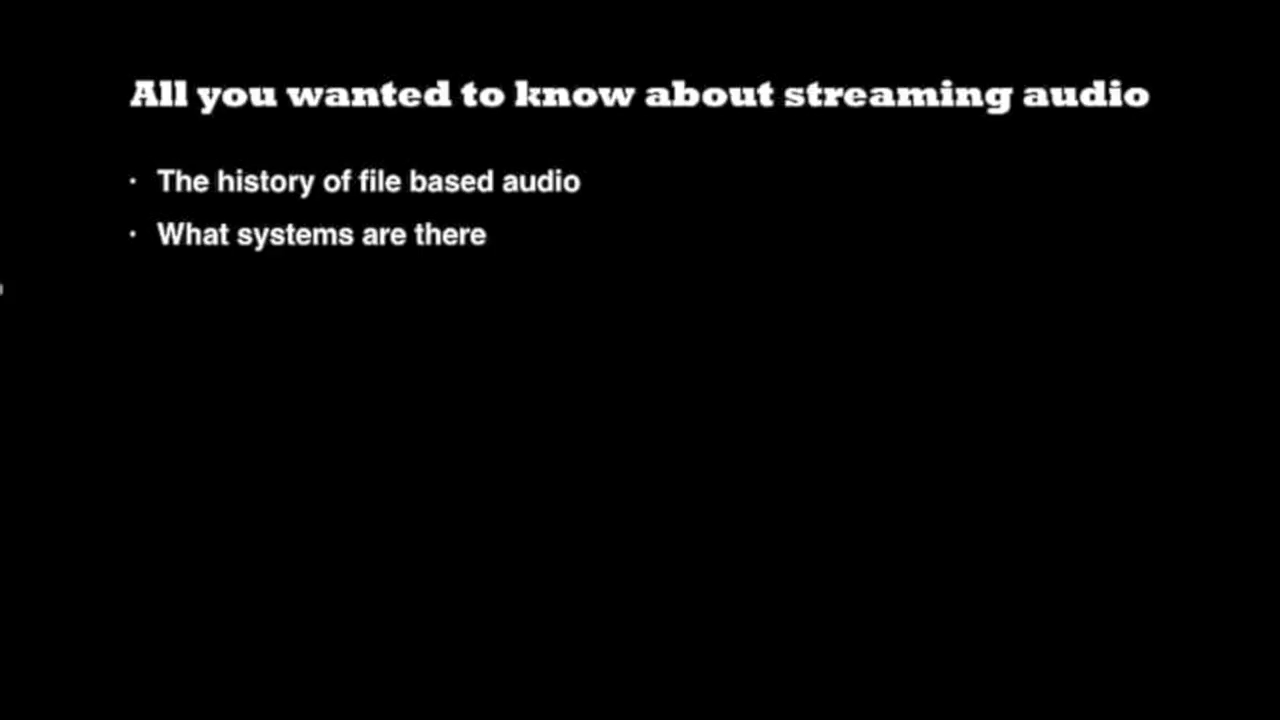 All you wanted to know about streaming audio
· The history of file based audio
· What systems are there